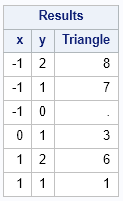 Results
x y Triangle
-1 2 8
-1 1 7
-1 0 .
0 1 3
1 2 6
1 1 1